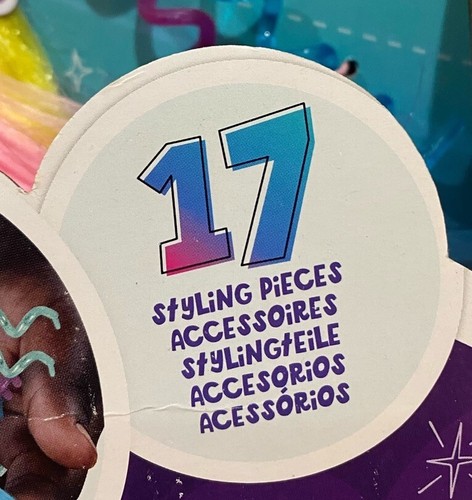 17
STYLING PIECES
ACCESSOIRES
STYLINGTEILE
ACCESORIOS
ACESSÓRIOS